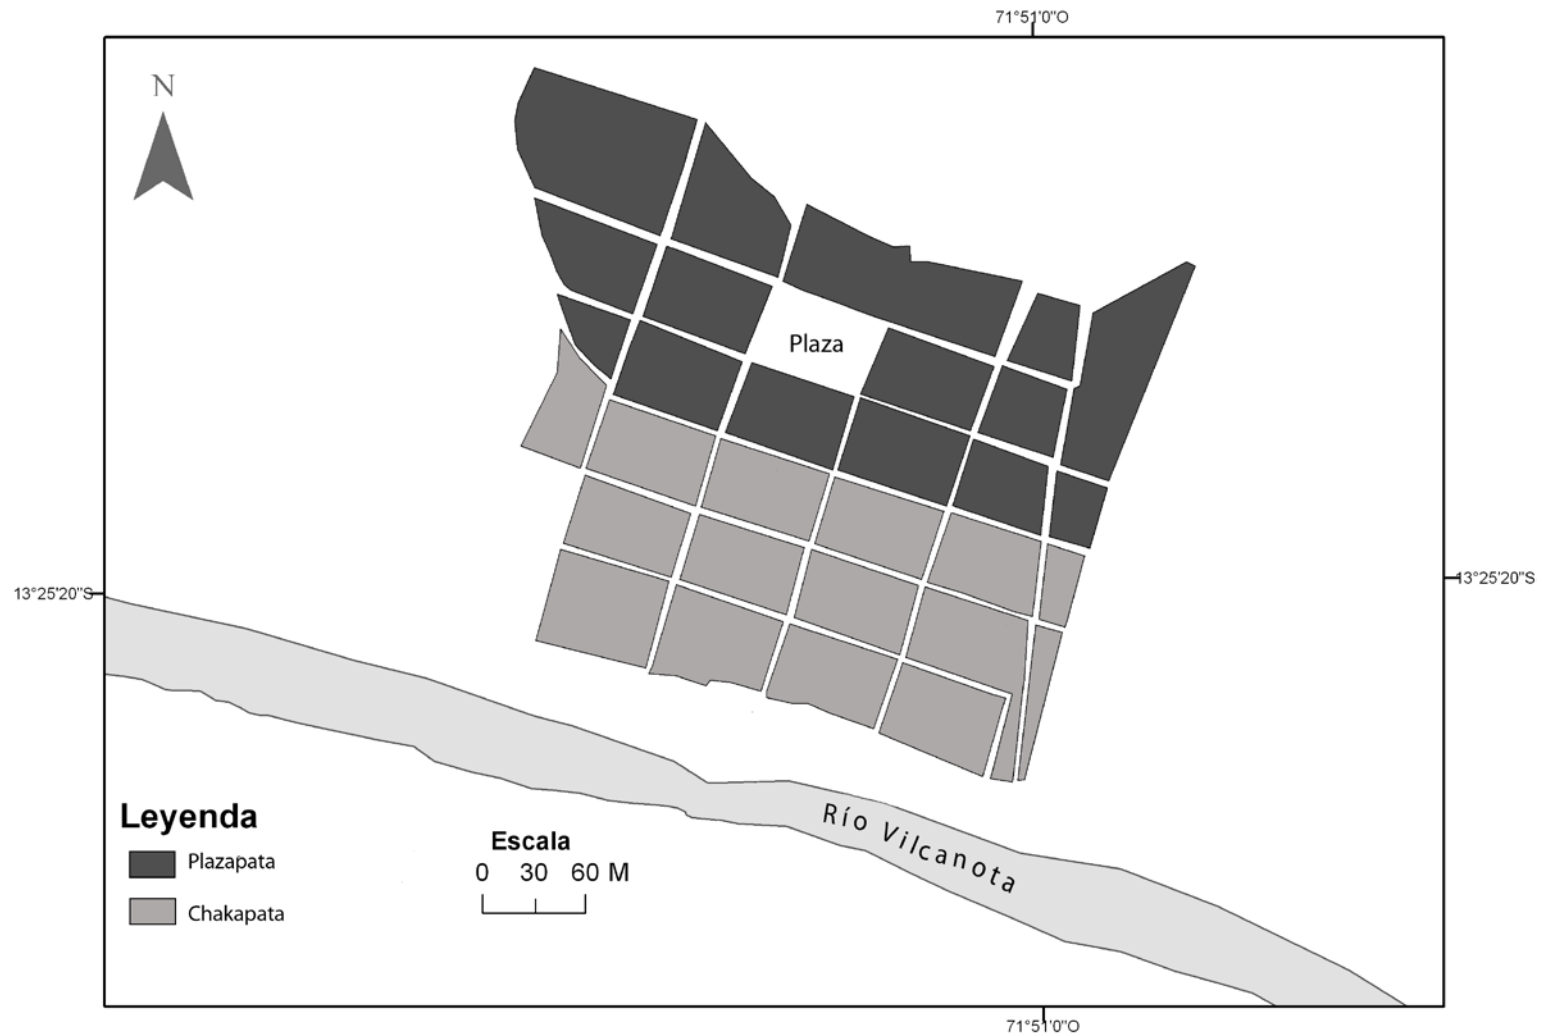 71°51'0"O
N
Plaza
13°25'20"S
13°25'20"S
Río Vilcanota
Leyenda
Plazapata
Chakapata
Escala
0 30 60 M
71°51'0"O